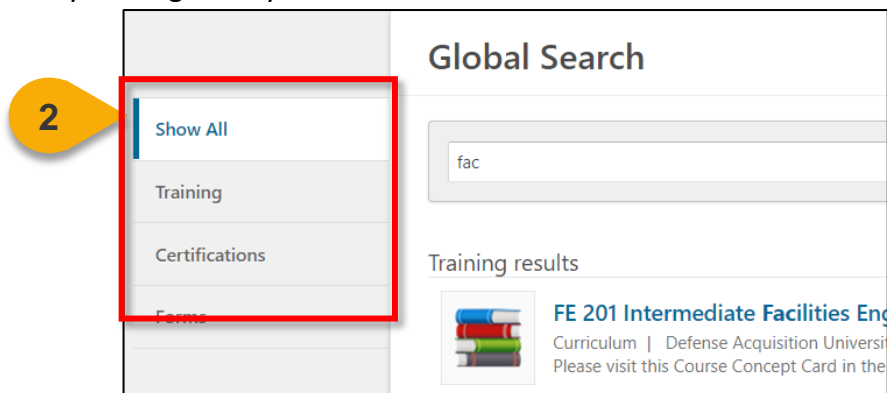 Global Search
2
Show All
fac
Training
Certifications
Training results
Forms
FE 201 Intermediate Facilities Eng
Curriculum | Defense Acquisition Universit
Please visit this Course Concept Card in the